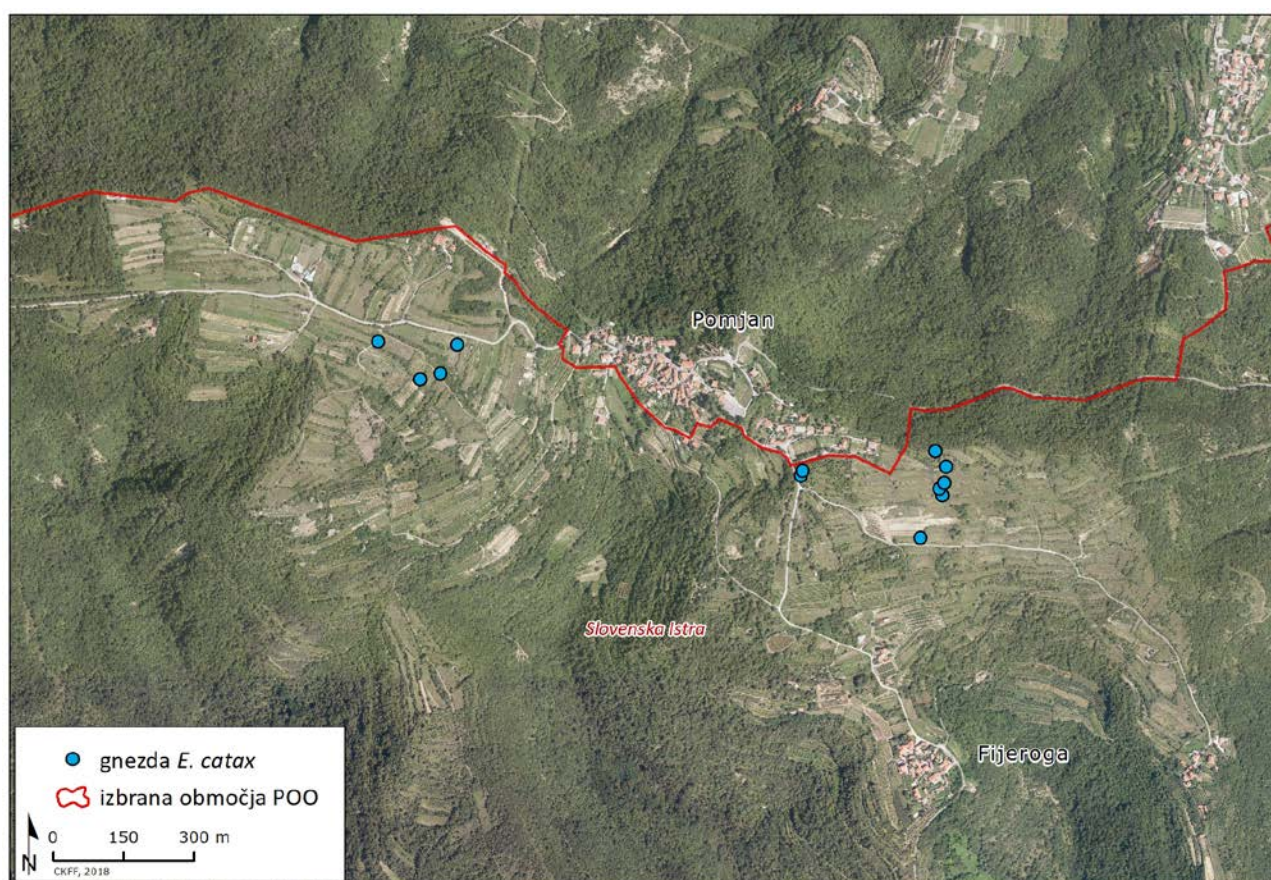 Pomjan
Slovenska Istra
Fijeroga
gnezda E. catax
izbrana območja POO
0 150 300 m
N
CKFF, 2018